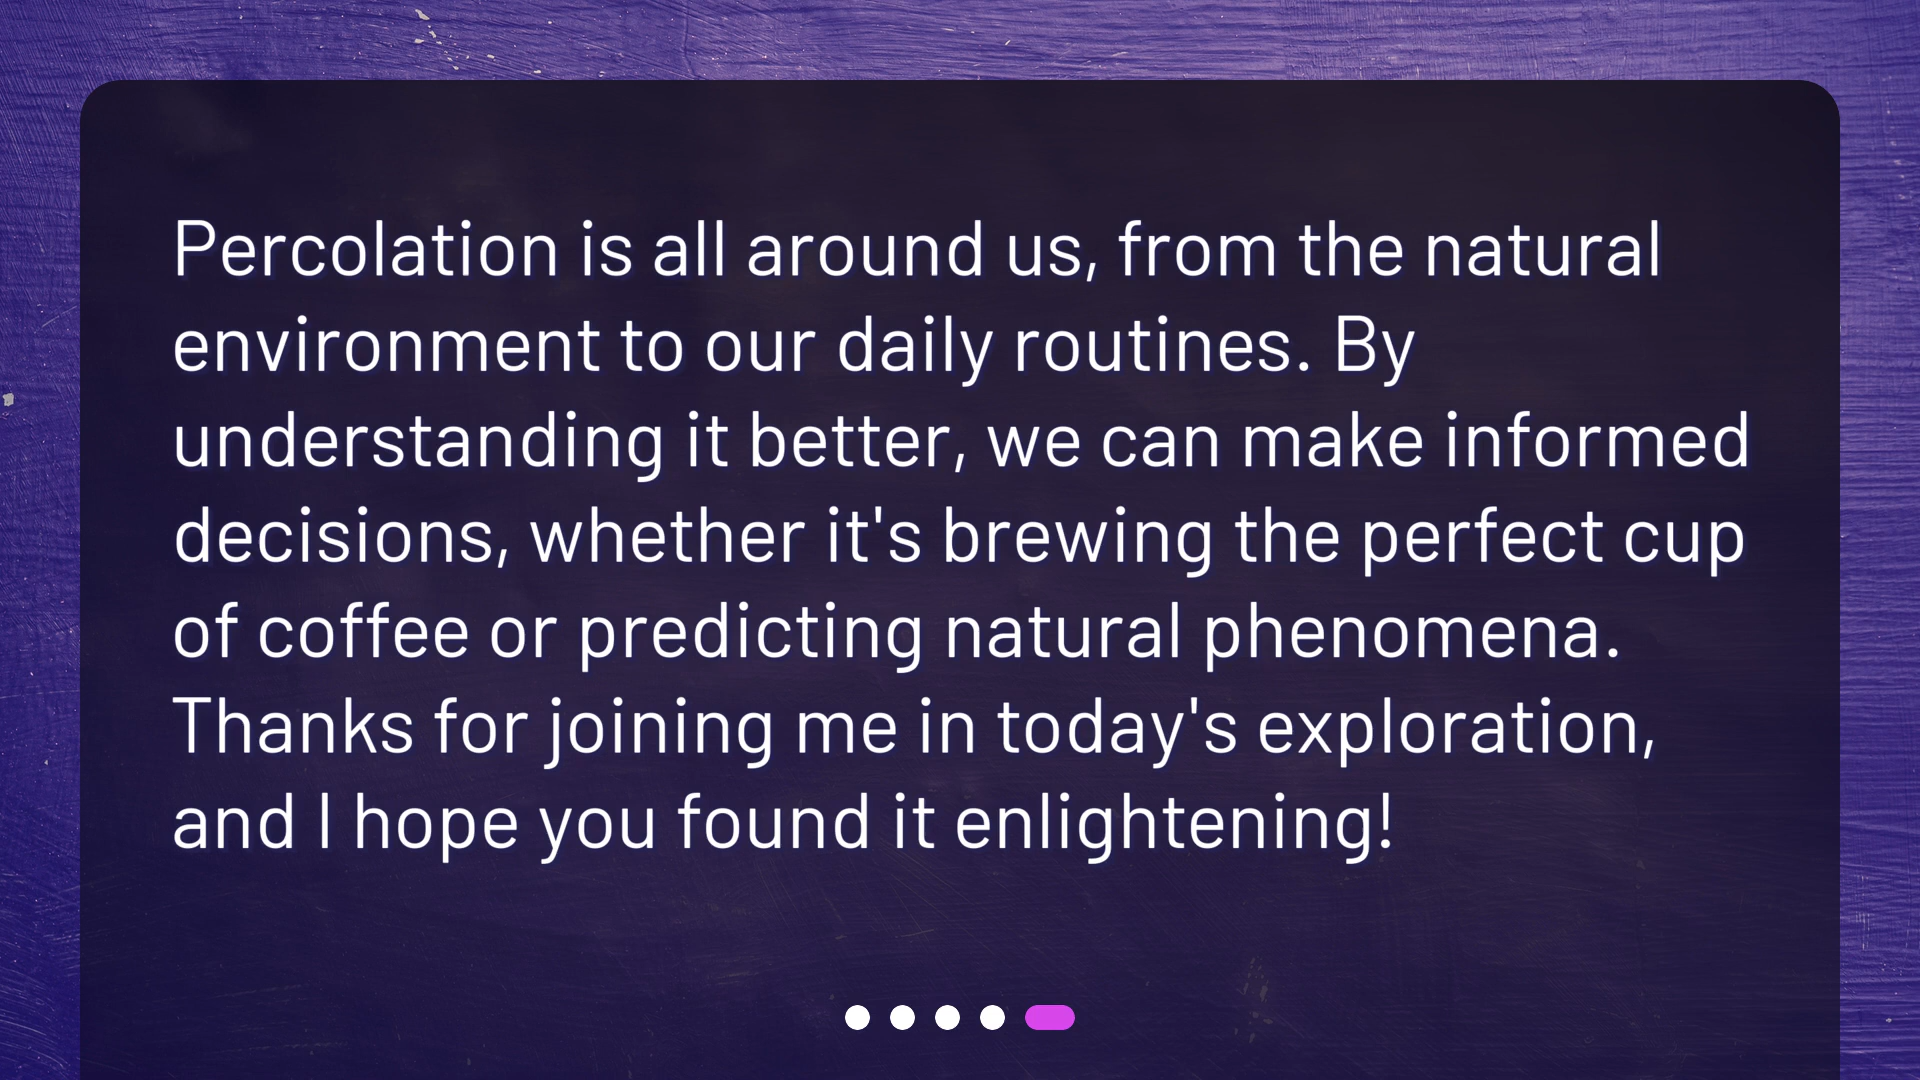 Percolation is all around us, from the natural
environment to our daily routines. By
understanding it better, we can make informed
decisions, whether it's brewing the perfect cup
of coffee or predicting natural phenomena.
Thanks for joining me in today's exploration,
and I hope you found it enlightening!